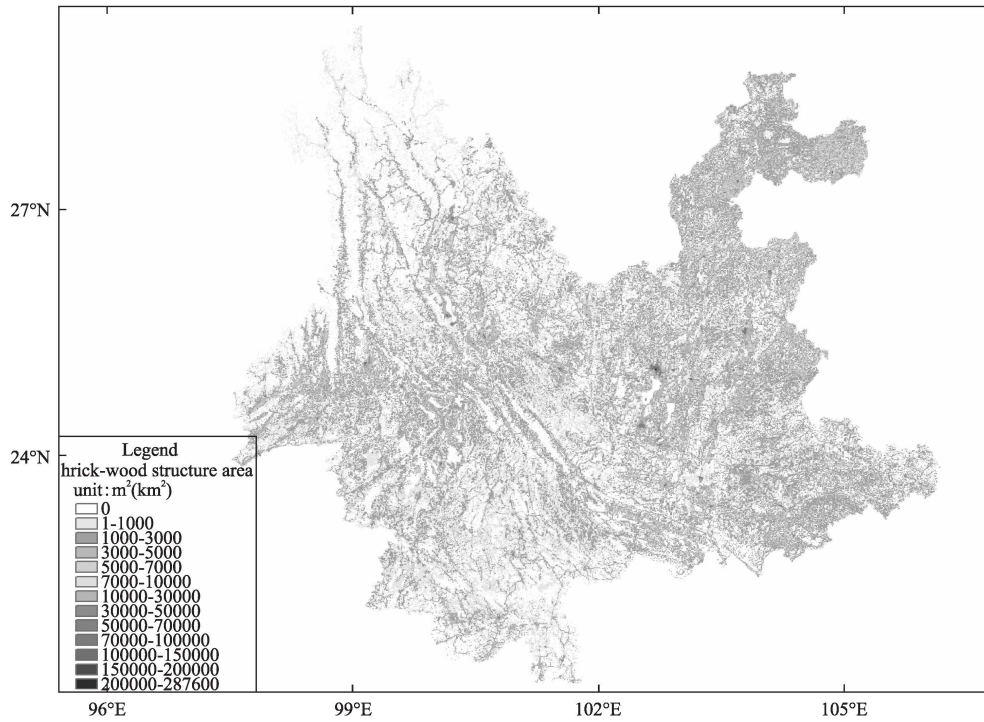 27°N
24°N
Legend
hrick-wood structure area
unit:m²(km²)
0
1-1000
1000-3000
3000-5000
5000-7000
7000-10000
10000-30000
30000-50000
50000-70000
70000-100000
100000-150000
150000-200000
200000-287600
96°E 99°E 102°E 105°E